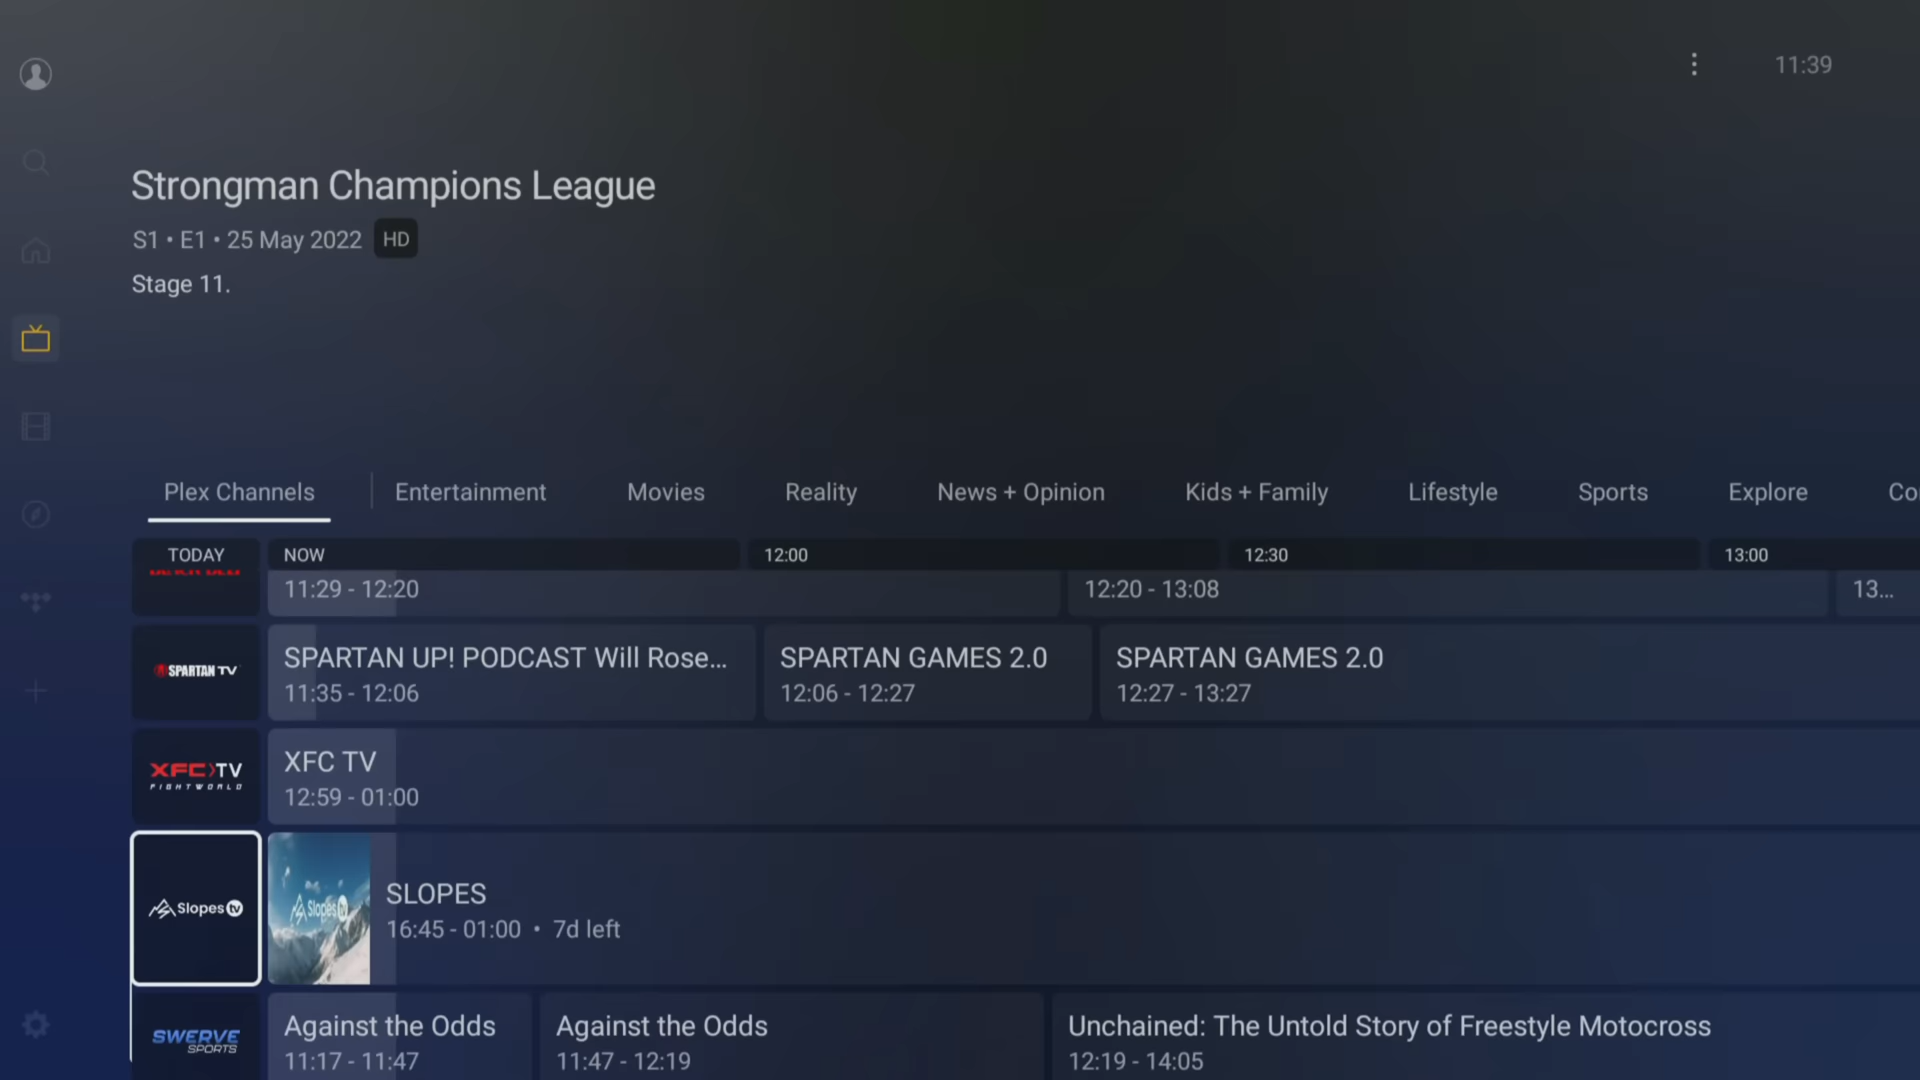 11:39
Strongman Champions League
S1 • E1 • 25 May 2022 HD
Stage 11.
Plex Channels Entertainment Movies Reality News + Opinion Kids + Family Lifestyle Sports Explore
TODAY NOW 12:00 12:30 13:00
11:29 - 12:20 12:20 - 13:08 13...
SPARTAN TV
SPARTAN UP! PODCAST Will Rose... SPARTAN GAMES 2.0 SPARTAN GAMES 2.0
11:35 - 12:06 12:06 - 12:27 12:27 - 13:27
XFC TV
FIGHTWORLD
XFC TV
12:59 - 01:00
Slopes tv
Slopes tv
SLOPES
16:45 - 01:00 • 7d left
SWERVE
SPORTS
Against the Odds Against the Odds Unchained: The Untold Story of Freestyle Motocross
11:17 - 11:47 11:47 - 12:19 12:19 - 14:05